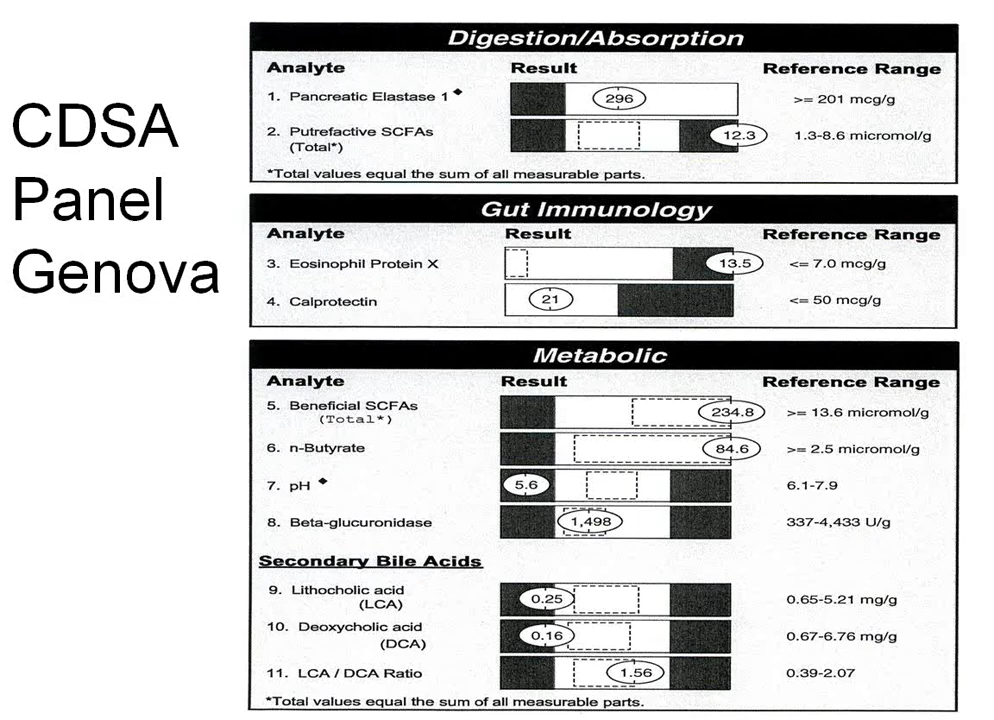 CDSA
Panel
Genova
Digestion/Absorption
Analyte Result Reference Range
1. Pancreatic Elastase 1 ◆ 296 >= 201 mcg/g
2. Putrefactive SCFAs 12.3 1.3-8.6 micromol/g
(Total*)
*Total values equal the sum of all measurable parts.
Gut Immunology
Analyte Result Reference Range
3. Eosinophil Protein X 13.5 <= 7.0 mcg/g
4. Calprotectin 21 <= 50 mcg/g
Metabolic
Analyte Result Reference Range
5. Beneficial SCFAs 234.8 >= 13.6 micromol/g
(Total*)
6. n-Butyrate 84.6 >= 2.5 micromol/g
7. pH ◆ 5.6 6.1-7.9
8. Beta-glucuronidase 1,498 337-4,433 U/g
Secondary Bile Acids
9. Lithocholic acid 0.25 0.65-5.21 mg/g
(LCA)
10. Deoxycholic acid 0.16 0.67-6.76 mg/g
(DCA)
11. LCA / DCA Ratio 1.56 0.39-2.07
*Total values equal the sum of all measurable parts.